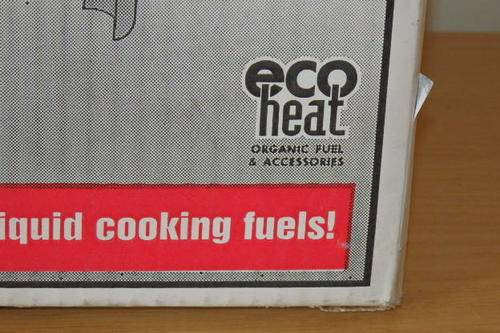 eco
heat
ORGANIC FUEL
& ACCESSORIES
iquid cooking fuels!